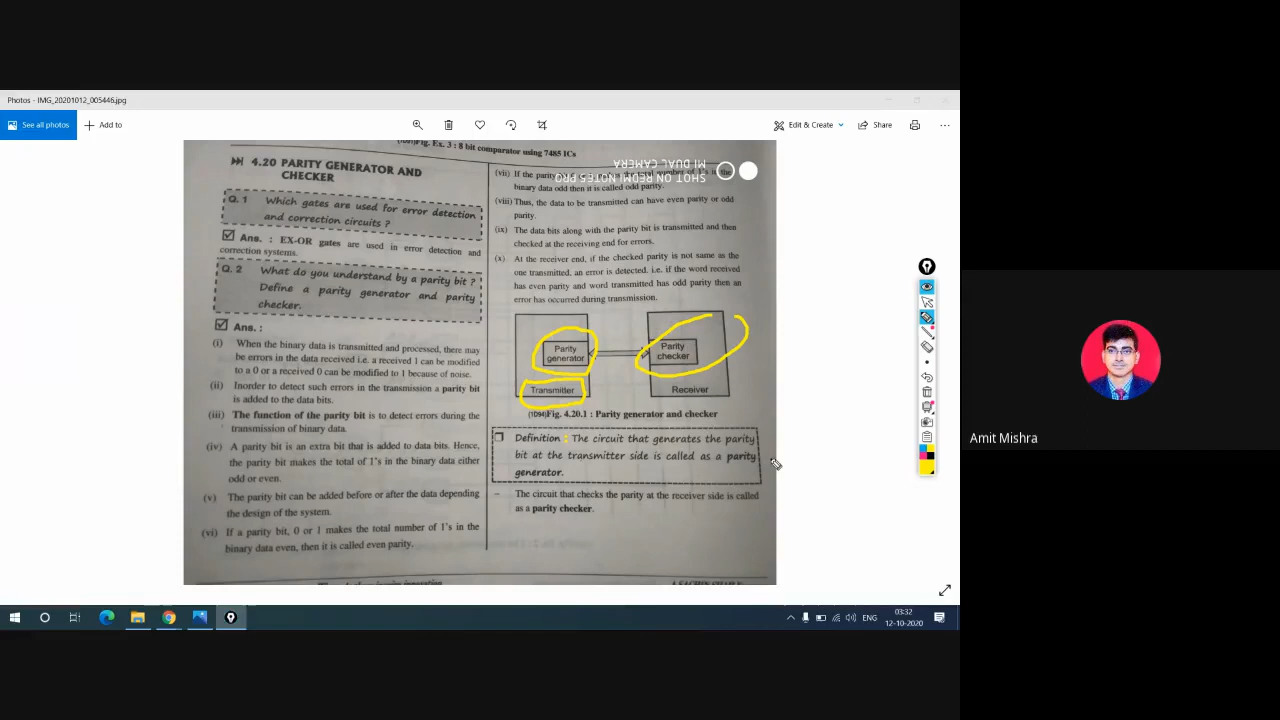 Photos - IMG_20201012_005446.jpg
See all photos
Add to
Edit & Create
Share
Fig. Ex. 3 : 8 bit comparator using 7485 ICs
4.20 PARITY GENERATOR AND
CHECKER
Q. 1 Which gates are used for error detection
and correction circuits ?
Ans. : EX-OR gates are used in error detection and
correction systems.
Q. 2 What do you understand by a parity bit ?
Define a parity generator and parity
checker.
Ans. :
(i) When the binary data is transmitted and processed, there may
be errors in the data received i.e. a received 1 can be modified
to a 0 or a received 0 can be modified to 1 because of noise.
(ii) Inorder to detect such errors in the transmission a parity bit
is added to the data bits.
(iii) The function of the parity bit is to detect errors during the
transmission of binary data.
(iv) A parity bit is an extra bit that is added to data bits. Hence,
the parity bit makes the total of 1's in the binary data either
odd or even.
(v) The parity bit can be added before or after the data depending
the design of the system.
(vi) If a parity bit, 0 or 1 makes the total number of 1's in the
binary data even, then it is called even parity.
SHOT ON REDMI NOTE5 PRO
MI DUAL CAMERA
(vii) If the parity total number of 1's in the
binary data odd then it is called odd parity.
(viii) Thus, the data to be transmitted can have even parity or odd
parity.
(ix) The data bits along with the parity bit is transmitted and then
checked at the receiving end for errors.
(x) At the receiver end, if the checked parity is not same as the
one transmitted, an error is detected. i.e. if the word received
has even parity and word transmitted has odd parity then an
error has occurred during transmission.
Parity
generator
Transmitter
Parity
checker
Receiver
(1D94)Fig. 4.20.1 : Parity generator and checker
Definition : The circuit that generates the parity
bit at the transmitter side is called as a parity
generator.
– The circuit that checks the parity at the receiver side is called
as a parity checker.
Amit Mishra
ENG
03:32
12-10-2020